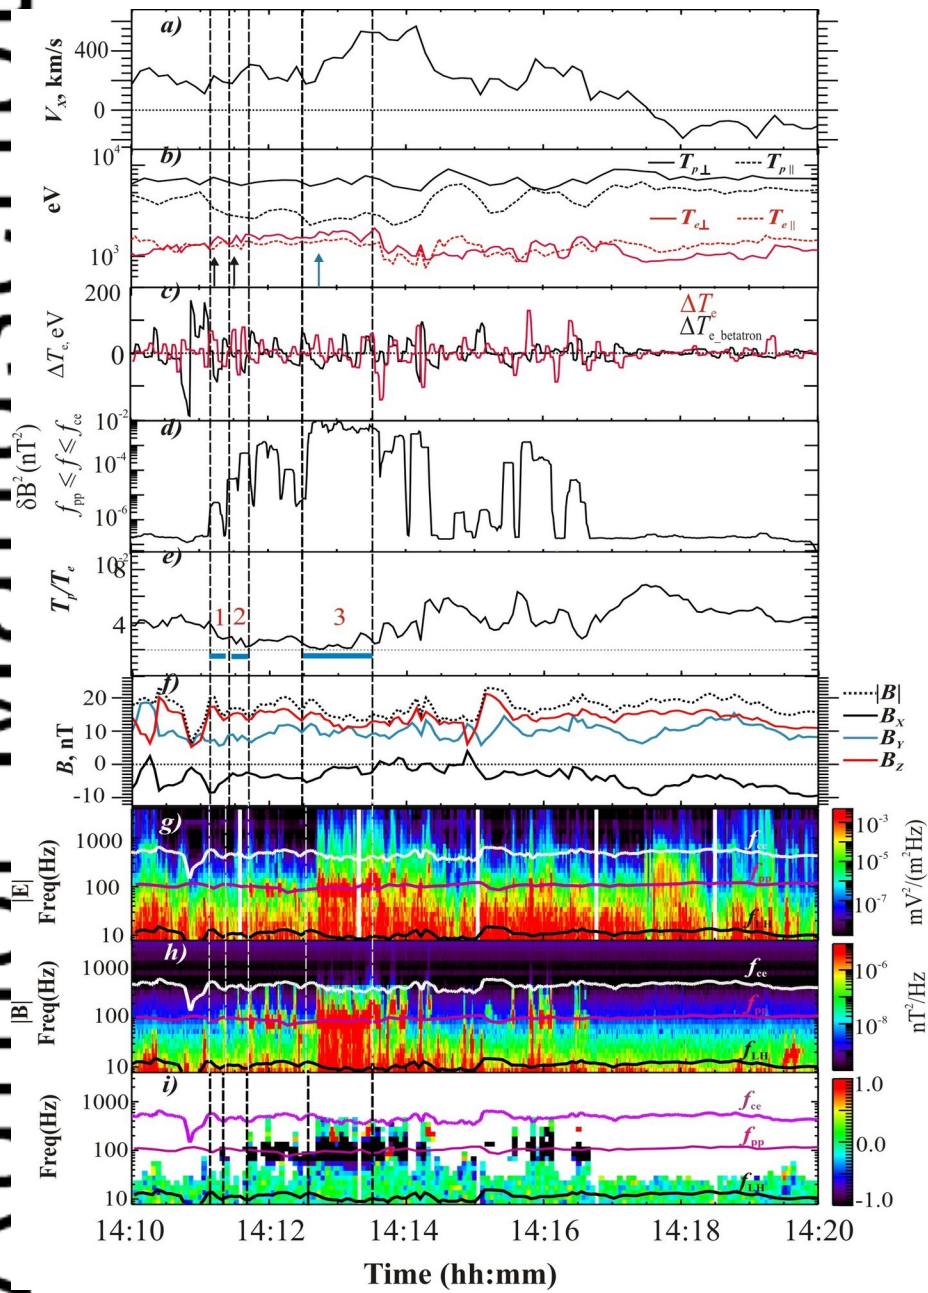 a)
400
0
V_X, km/s
10^4
b)
T_p⊥ T_p∥
eV
T_e⊥ T_e∥
10^3
200
c)
ΔT_e
ΔT_e_betatron
ΔT_e, eV
0
10^-2
d)
δB^2 (nT^2)
f_pp ≤ f ≤ f_ce
10^-4
10^-6
e)
8
T_p/T_e
1 2 3
4
f)
20
10
0
-10
B, nT
|B|
B_X
B_Y
B_Z
g)
1000
100
10
|E|
Freq(Hz)
f_ce
f_pp
f_LH
10^-3
10^-5
10^-7
mV^2/(m^2Hz)
h)
1000
100
10
|B|
Freq(Hz)
f_ce
f_pp
f_LH
10^-6
10^-8
nT^2/Hz
i)
1000
100
10
Freq(Hz)
f_ce
f_pp
f_LH
1.0
0.0
-1.0
14:10 14:12 14:14 14:16 14:18 14:20
Time (hh:mm)